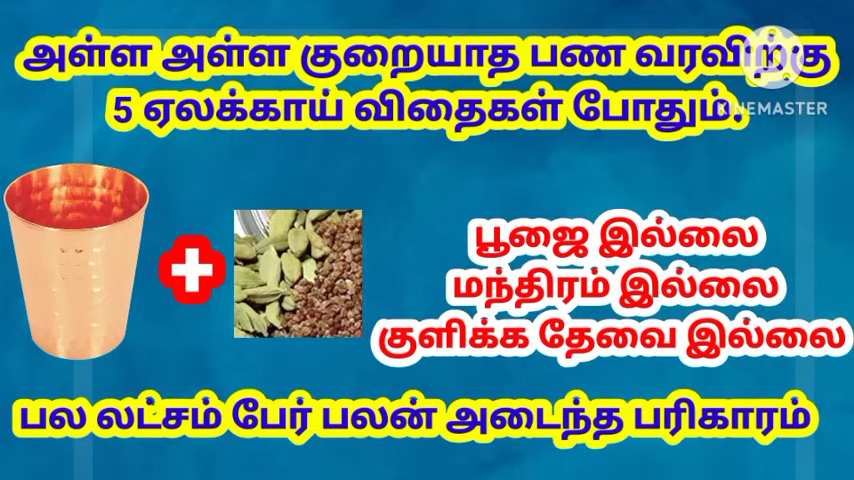 அள்ள அள்ள குறையாத பண வரவிற்கு
5 ஏலக்காய் விதைகள் போதும்.
KINEMASTER
பூஜை இல்லை
மந்திரம் இல்லை
குளிக்க தேவை இல்லை
பல லட்சம் பேர் பலன் அடைந்த பரிகாரம்